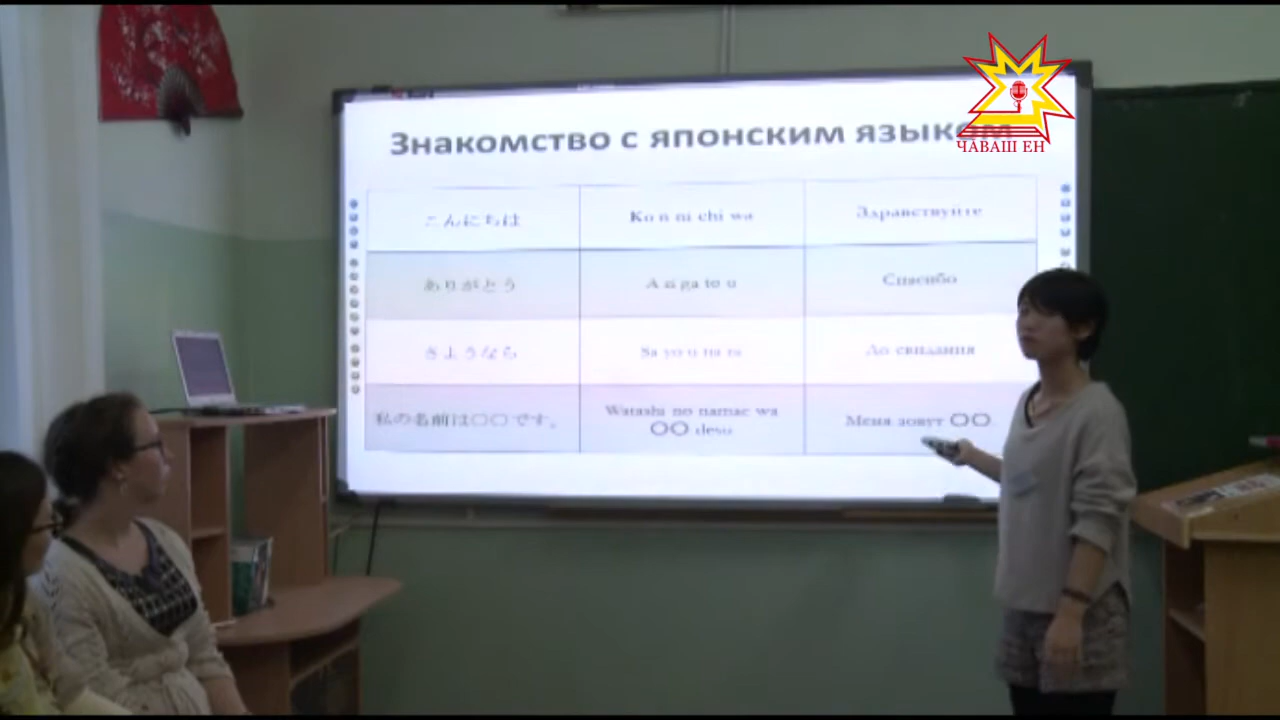 Знакомство с японским языком
こんにちは
Ko n ni chi wa
Здравствуйте
ありがとう
A ri ga to u
Спасибо
さようなら
Sa yo u na ra
До свидания
私の名前は〇〇です。
Watashi no namae wa
〇〇 desu
Меня зовут 〇〇.
ЧӐВАШ ЕН